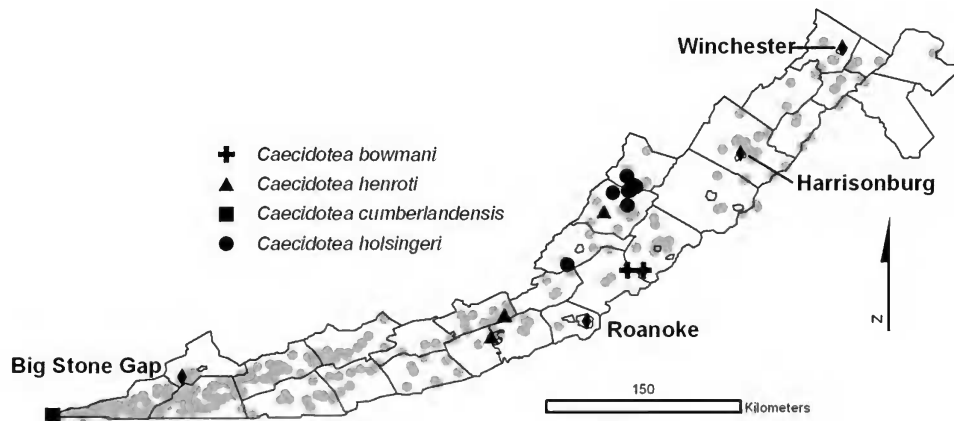 Winchester
Caecidotea bowmani
Caecidotea henroti
Caecidotea cumberlandensis
Caecidotea holsingeri
Harrisonburg
Roanoke
Big Stone Gap
N
150
Kilometers